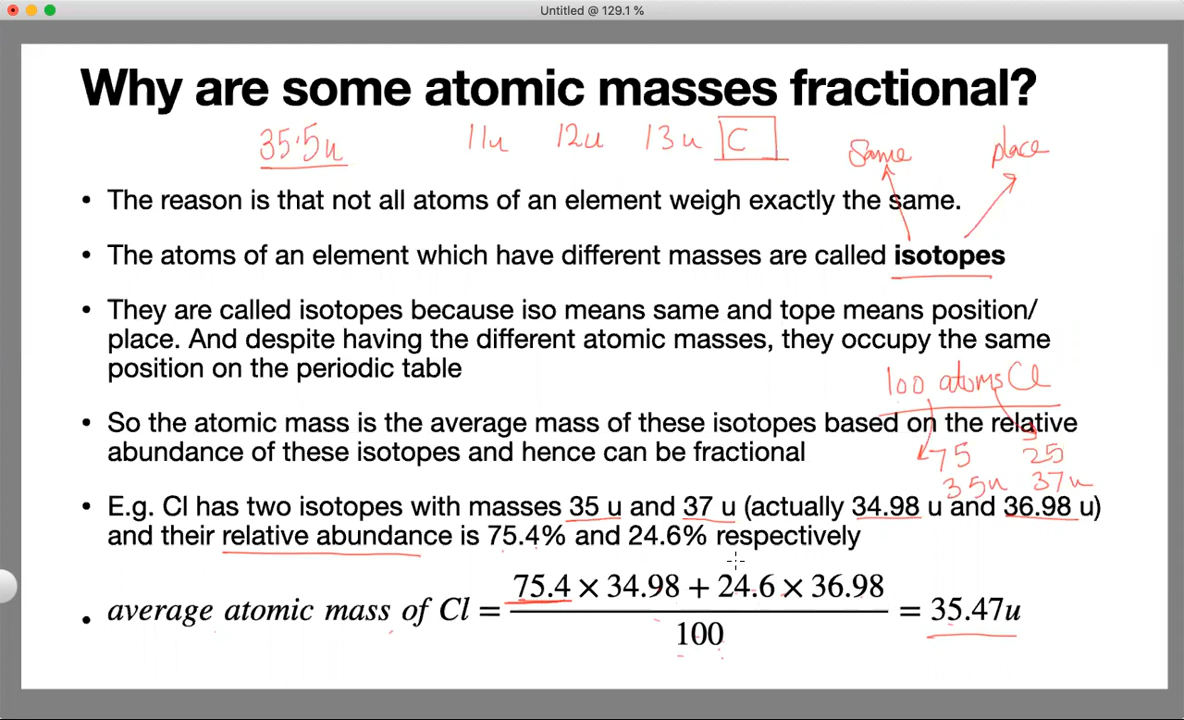 Untitled @ 129.1 %
Why are some atomic masses fractional?
35.5u 11u 12u 13u C same place
• The reason is that not all atoms of an element weigh exactly the same.
• The atoms of an element which have different masses are called isotopes
• They are called isotopes because iso means same and tope means position/
place. And despite having the different atomic masses, they occupy the same
position on the periodic table
100 atoms Cl
• So the atomic mass is the average mass of these isotopes based on the relative
abundance of these isotopes and hence can be fractional
75 25
35u 37u
• E.g. Cl has two isotopes with masses 35 u and 37 u (actually 34.98 u and 36.98 u)
and their relative abundance is 75.4% and 24.6% respectively
• average atomic mass of Cl = (75.4 × 34.98 + 24.6 × 36.98) / 100 = 35.47u